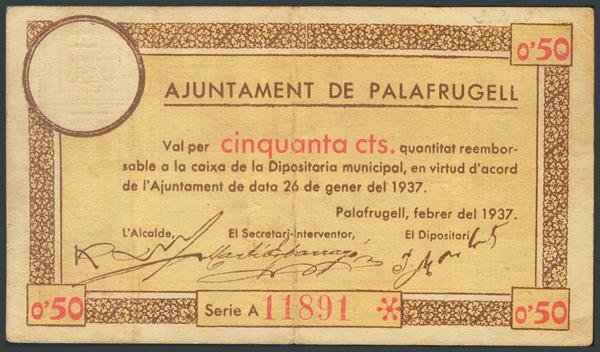 0'50
AJUNTAMENT DE PALAFRUGELL
Val per cinquanta cts. quantitat reembor-
sable a la caixa de la Dipositaria municipal, en virtud d'acord
de l'Ajuntament de data 26 de gener del 1937.
Palafrugell, febrer del 1937.
L'Alcalde, El Secretari-Interventor, El Dipositari
0'50 Serie A 11891 * 0'50